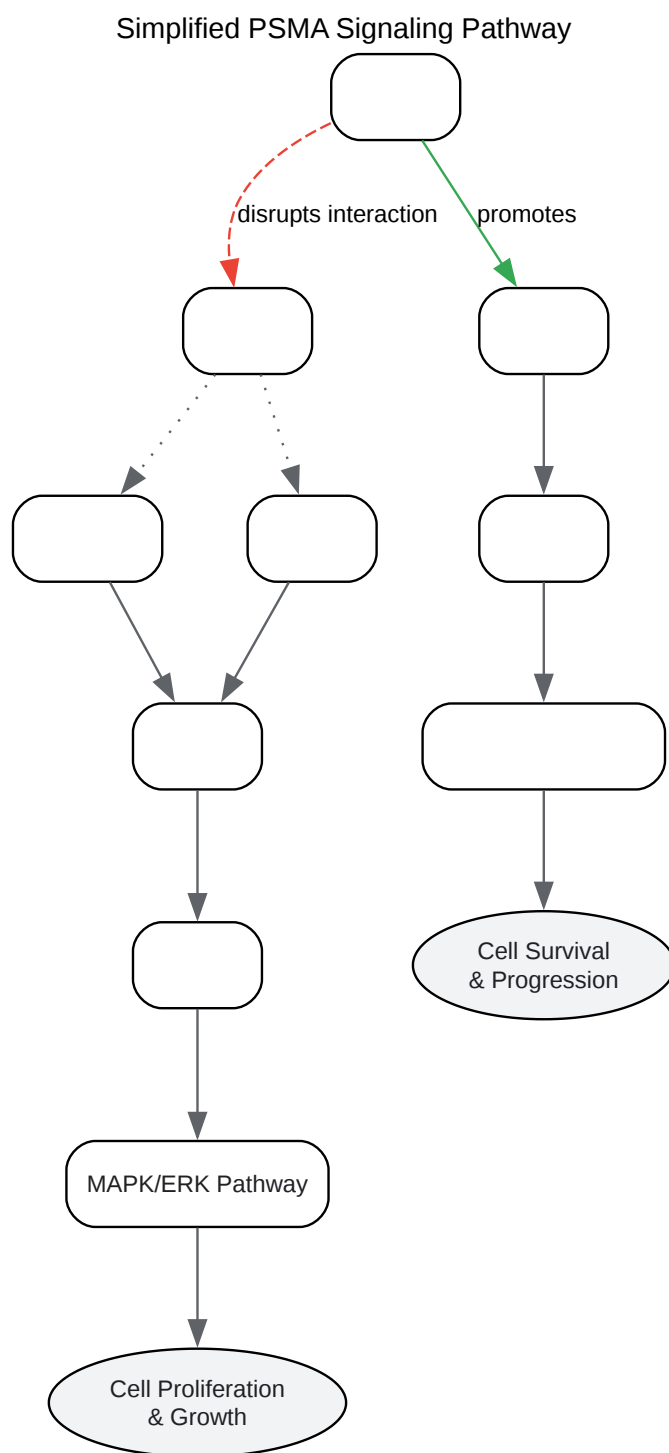 Simplified PSMA Signaling Pathway
disrupts interaction
promotes
Cell Survival
& Progression
MAPK/ERK Pathway
Cell Proliferation
& Growth